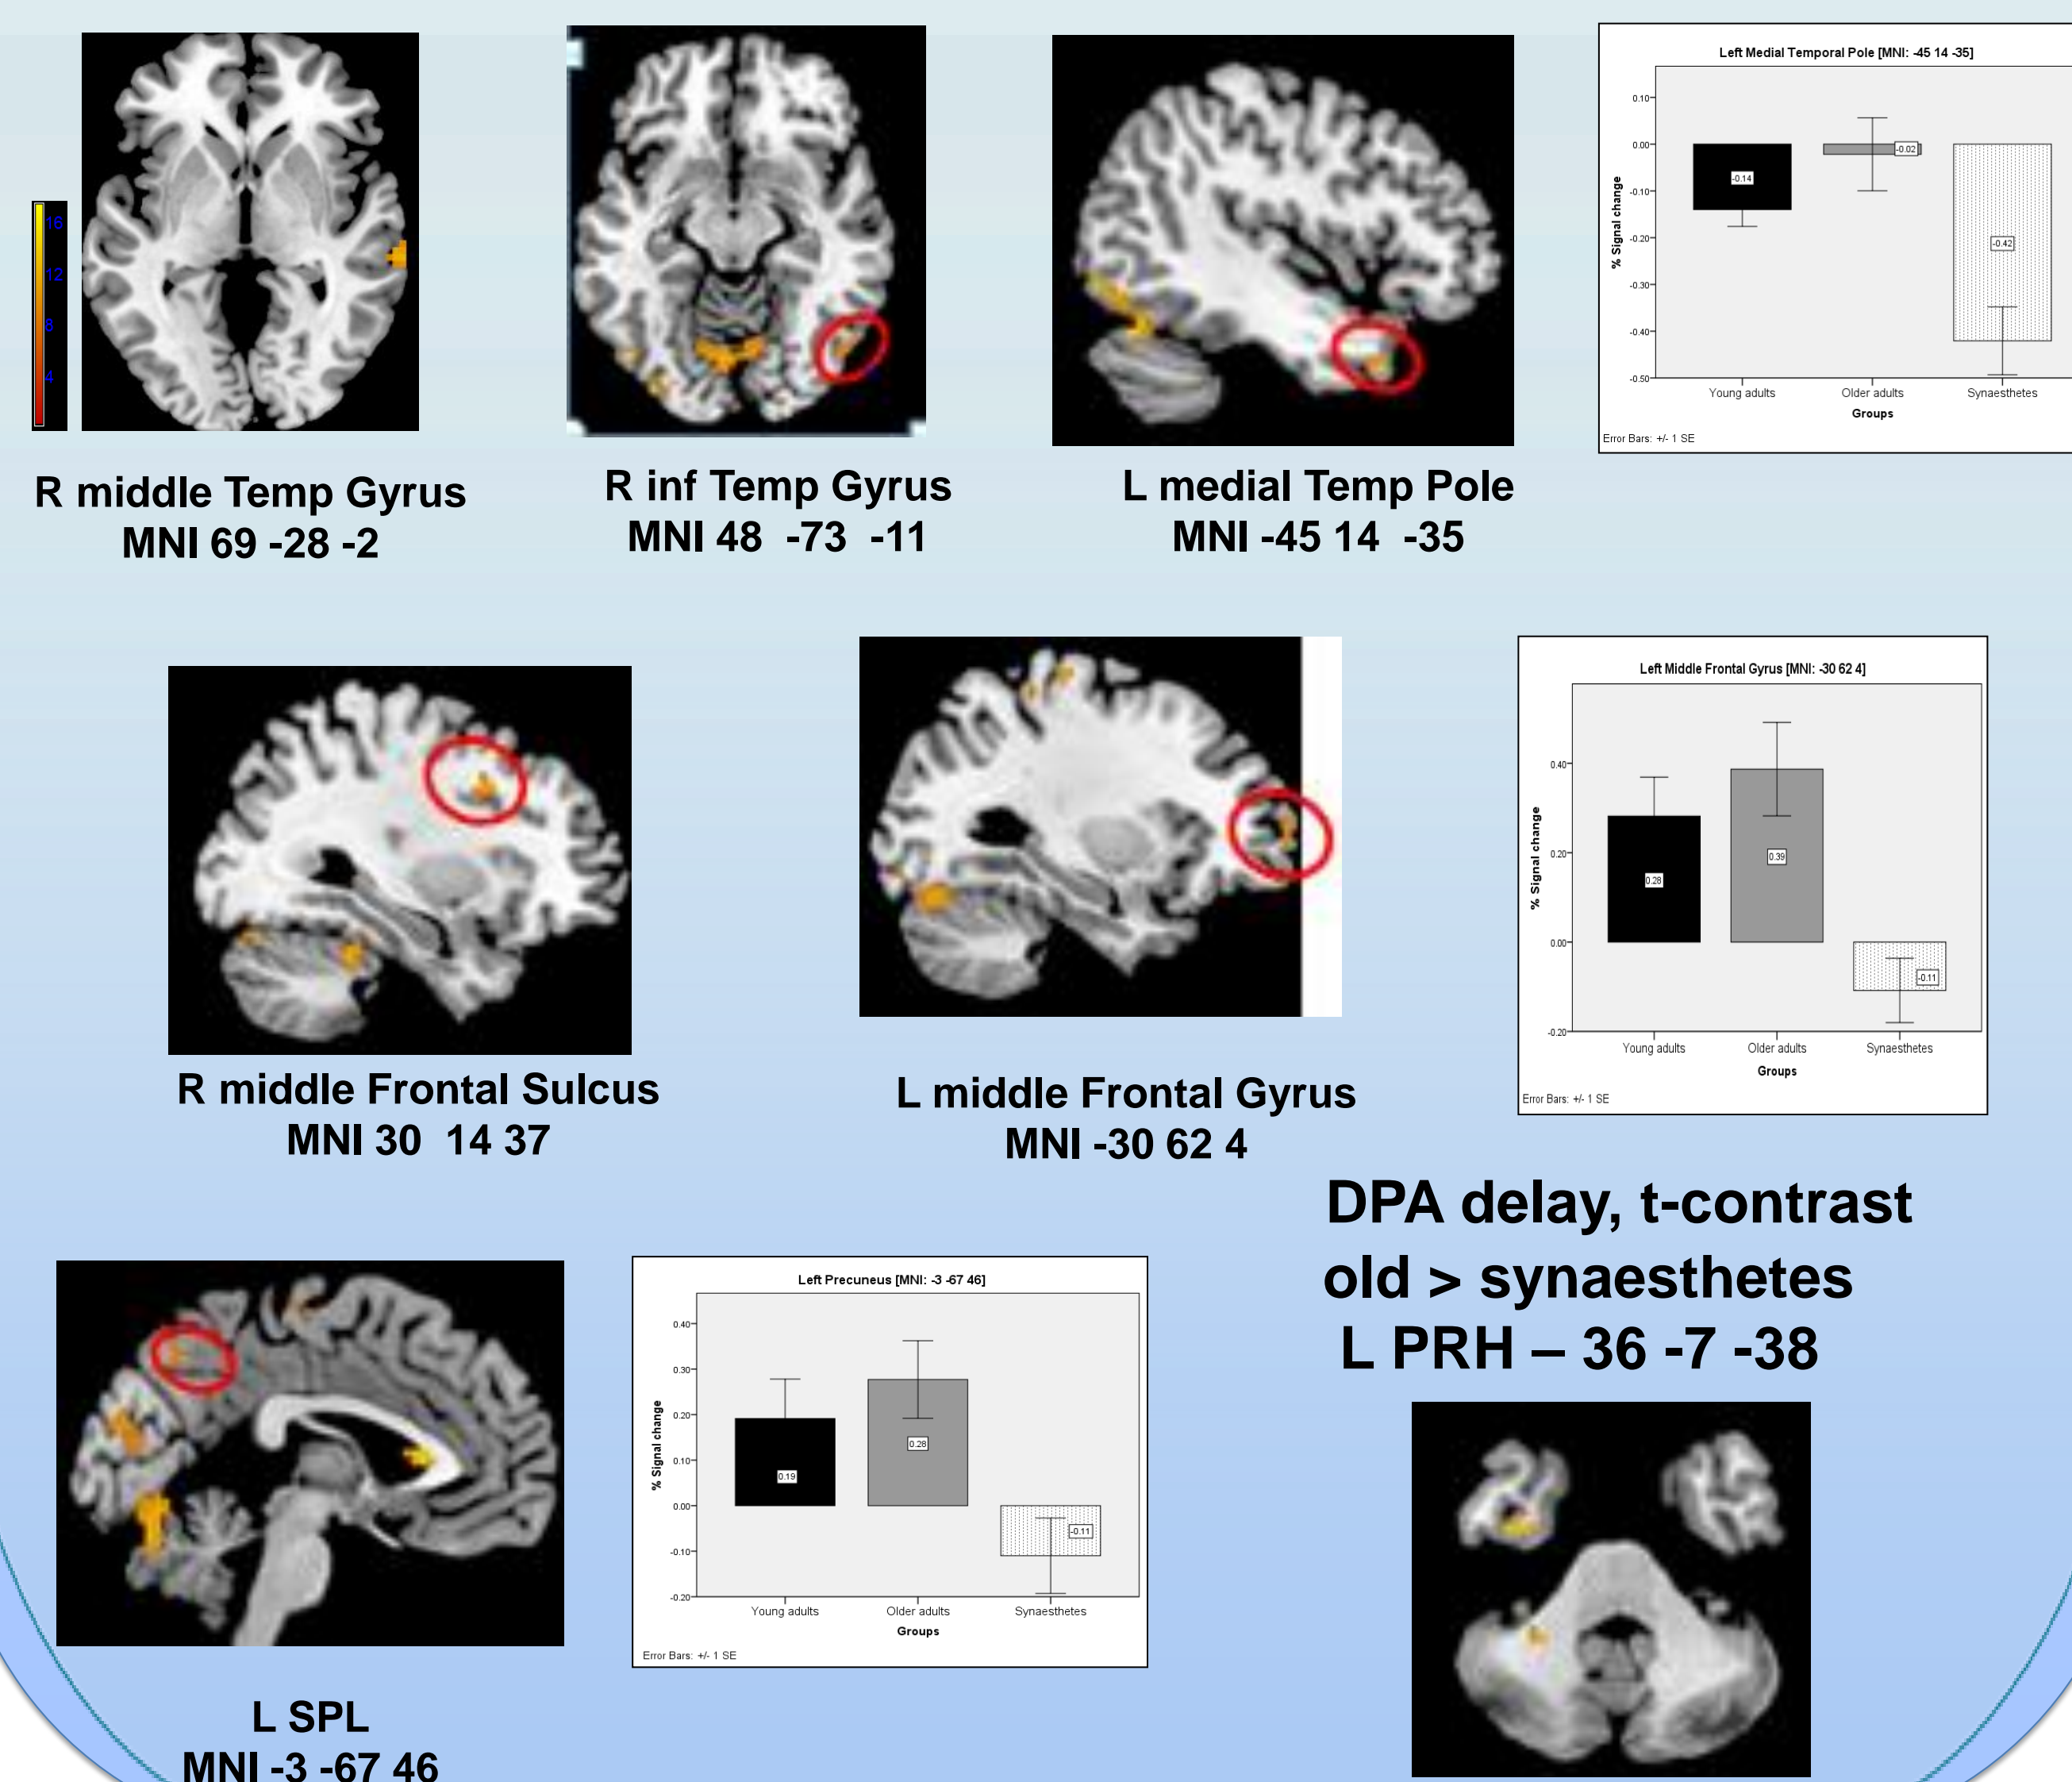 16
12
8
4
R middle Temp Gyrus
MNI 69 -28 -2
R inf Temp Gyrus
MNI 48 -73 -11
L medial Temp Pole
MNI -45 14 -35
Left Medial Temporal Pole [MNI: -45 14 -35]
% Signal change
0.10
0.00
-0.10
-0.20
-0.30
-0.40
-0.50
-0.14
-0.02
-0.42
Young adults
Older adults
Synaesthetes
Groups
Error Bars: +/- 1 SE
R middle Frontal Sulcus
MNI 30 14 37
L middle Frontal Gyrus
MNI -30 62 4
Left Middle Frontal Gyrus [MNI: -30 62 4]
% Signal change
0.40
0.20
0.00
-0.20
0.28
0.39
-0.11
Young adults
Older adults
Synaesthetes
Groups
Error Bars: +/- 1 SE
L SPL
MNI -3 -67 46
Left Precuneus [MNI: -3 -67 46]
% Signal change
0.40
0.30
0.20
0.10
0.00
-0.10
-0.20
0.19
0.28
-0.11
Young adults
Older adults
Synaesthetes
Groups
Error Bars: +/- 1 SE
DPA delay, t-contrast
old > synaesthetes
L PRH – 36 -7 -38